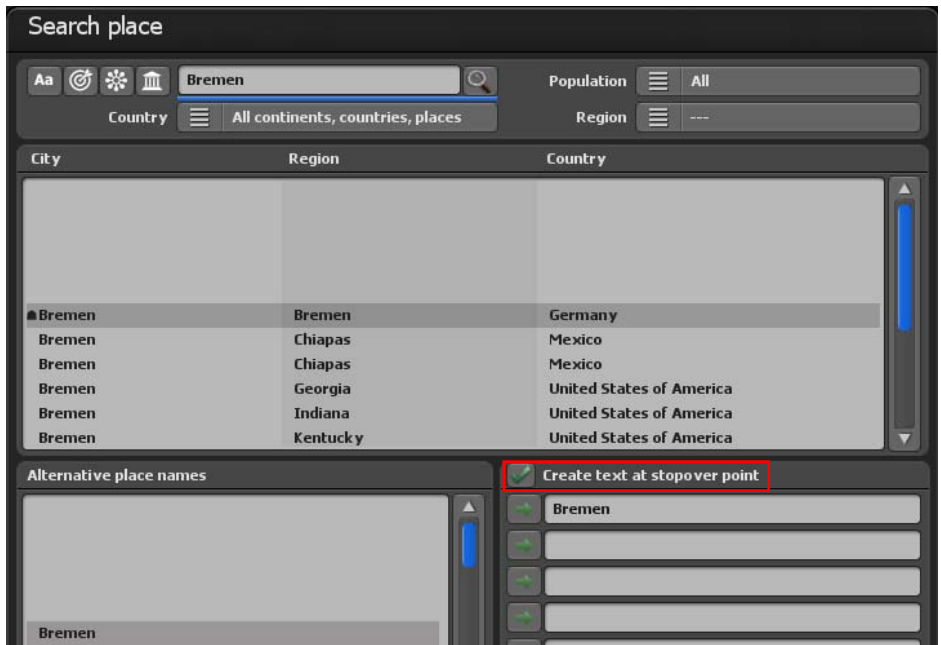 Search place
Aa Bremen Population All
Country All continents, countries, places Region ---
City Region Country
Bremen Bremen Germany
Bremen Chiapas Mexico
Bremen Chiapas Mexico
Bremen Georgia United States of America
Bremen Indiana United States of America
Bremen Kentucky United States of America
Alternative place names Create text at stopover point
Bremen
Bremen